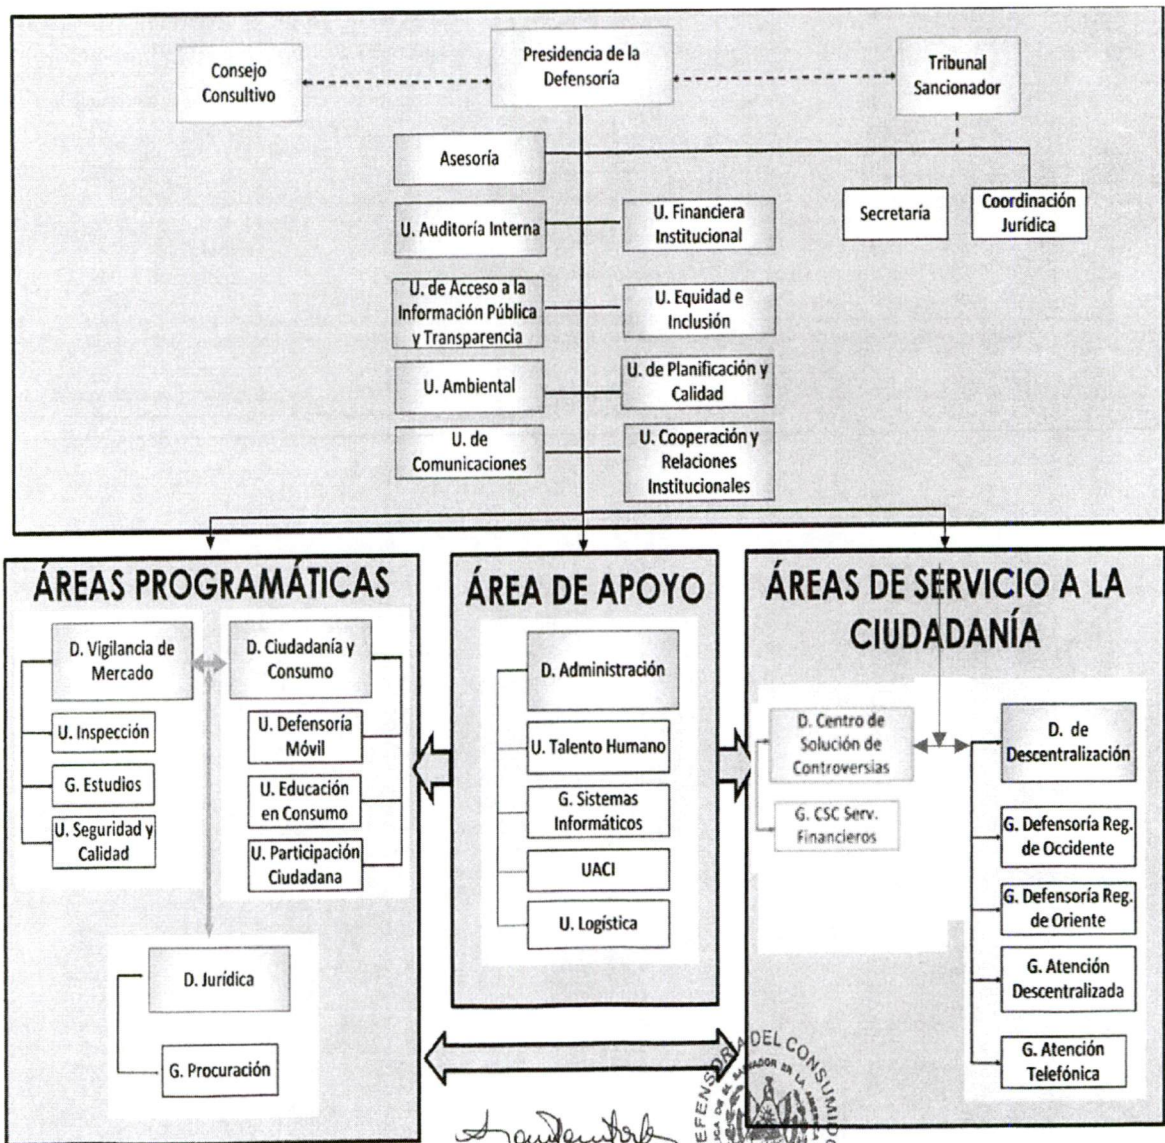 Consejo
Consultivo
Presidencia de la
Defensoría
Tribunal
Sancionador
Asesoría
Secretaría
Coordinación
Jurídica
U. Auditoría Interna
U. Financiera
Institucional
U. de Acceso a la
Información Pública
y Transparencia
U. Equidad e
Inclusión
U. Ambiental
U. de Planificación y
Calidad
U. de
Comunicaciones
U. Cooperación y
Relaciones
Institucionales
ÁREAS PROGRAMÁTICAS
D. Vigilancia de
Mercado
U. Inspección
G. Estudios
U. Seguridad y
Calidad
D. Ciudadanía y
Consumo
U. Defensoría
Móvil
U. Educación
en Consumo
U. Participación
Ciudadana
D. Jurídica
G. Procuración
ÁREA DE APOYO
D. Administración
U. Talento Humano
G. Sistemas
Informáticos
UACI
U. Logística
ÁREAS DE SERVICIO A LA
CIUDADANÍA
D. Centro de
Solución de
Controversias
G. CSC Serv.
Financieros
D. de
Descentralización
G. Defensoría Reg.
de Occidente
G. Defensoría Reg.
de Oriente
G. Atención
Descentralizada
G. Atención
Telefónica
DEL
EL SALVADOR EN LA